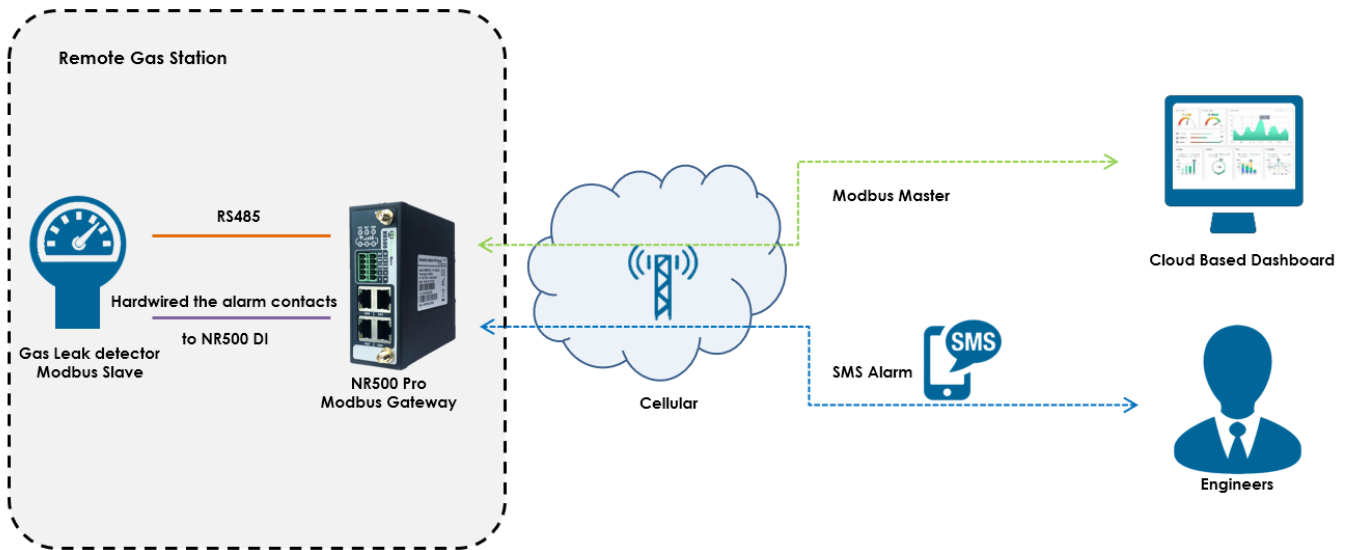 Remote Gas Station
RS485
Hardwired the alarm contacts
to NR500 DI
Gas Leak detector
Modbus Slave
NR500 Pro
Modbus Gateway
Cellular
Modbus Master
Cloud Based Dashboard
SMS Alarm
SMS
Engineers